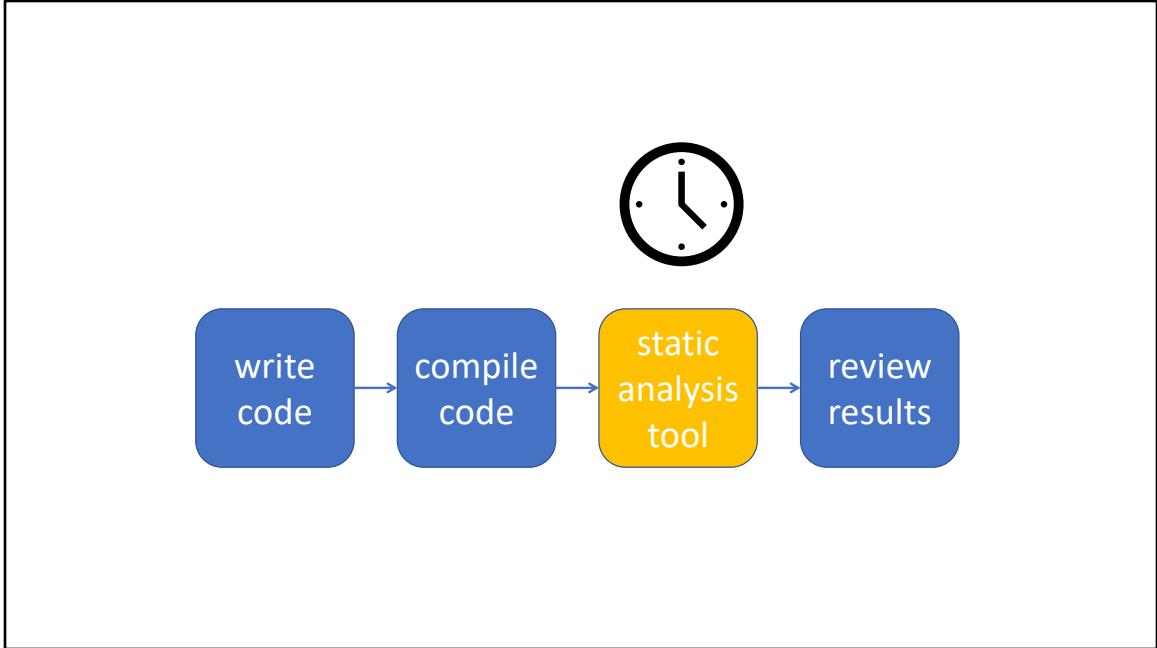 write
code
compile
code
static
analysis
tool
review
results